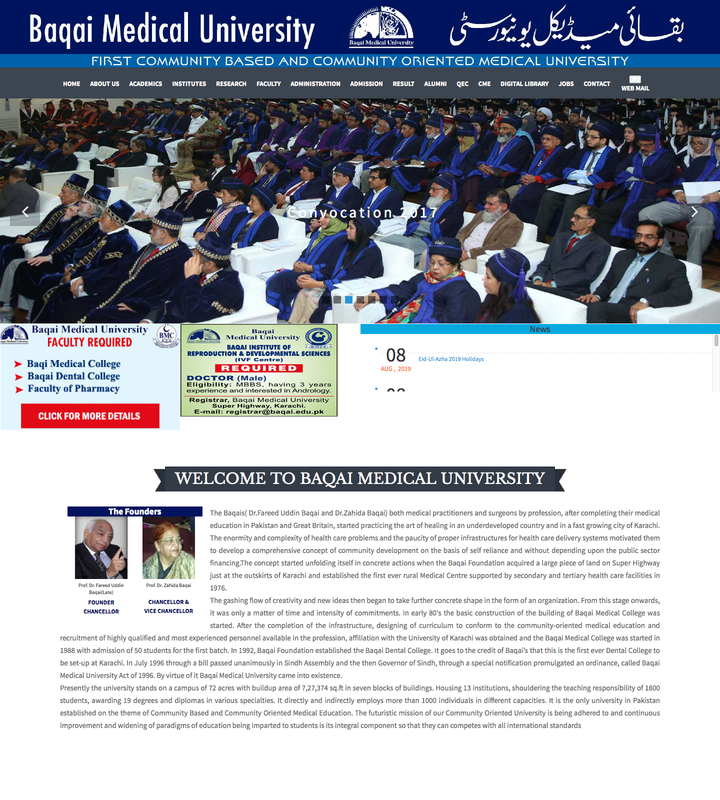 Baqai Medical University
Baqai Medical University
بقائی میڈیکل یونیورسٹی
FIRST COMMUNITY BASED AND COMMUNITY ORIENTED MEDICAL UNIVERSITY
HOME ABOUT US ACADEMICS INSTITUTES RESEARCH FACULTY ADMINISTRATION ADMISSION RESULT ALUMNI QEC CME DIGITAL LIBRARY JOBS CONTACT WEB MAIL
Convocation 2017
Baqai Medical University
FACULTY REQUIRED
BMC
Baqai Medical College
Baqai Dental College
Faculty of Pharmacy
CLICK FOR MORE DETAILS
Baqai
Medical University
BAQAI INSTITUTE OF
REPRODUCTION & DEVELOPMENTAL SCIENCES
(IVF Centre)
REQUIRED
DOCTOR (Male)
Eligibility: MBBS, having 3 years
experience and interested in Andrology.
Registrar, Baqai Medical University
Super Highway, Karachi.
E-mail: registrar@baqai.edu.pk
News
08
AUG , 2019
Eid-Ul-Azha 2019 Holidays
WELCOME TO BAQAI MEDICAL UNIVERSITY
The Founders
Prof. Dr. Fareed Uddin
Baqai(Late)
FOUNDER
CHANCELLOR
Prof. Dr. Zahida Baqai
CHANCELLOR &
VICE CHANCELLOR
The Baqais( Dr.Fareed Uddin Baqai and Dr.Zahida Baqai) both medical practitioners and surgeons by profession, after completing their medical
education in Pakistan and Great Britain, started practicing the art of healing in an underdeveloped country and in a fast growing city of Karachi.
The enormity and complexity of health care problems and the paucity of proper infrastructures for health care delivery systems motivated them
to develop a comprehensive concept of community development on the basis of self reliance and without depending upon the public sector
financing.The concept started unfolding itself in concrete actions when the Baqai Foundation acquired a large piece of land on Super Highway
just at the outskirts of Karachi and established the first ever rural Medical Centre supported by secondary and tertiary health care facilities in
1976.
The gashing flow of creativity and new ideas then began to take further concrete shape in the form of an organization. From this stage onwards,
it was only a matter of time and intensity of commitments. In early 80's the basic construction of the building of Baqai Medical College was
started. After the completion of the infrastructure, designing of curriculum to conform to the community-oriented medical education and
recruitment of highly qualified and most experienced personnel available in the profession, affiliation with the University of Karachi was obtained and the Baqai Medical College was started in
1988 with admission of 50 students for the first batch. In 1992, Baqai Foundation established the Baqai Dental College. It goes to the credit of Baqai's that this is the first ever Dental College to
be set-up at Karachi. In July 1996 through a bill passed unanimously in Sindh Assembly and the then Governor of Sindh, through a special notification promulgated an ordinance, called Baqai
Medical University Act of 1996. By virtue of it Baqai Medical University came into existence.
Presently the university stands on a campus of 72 acres with buildup area of 7,27,374 sq.ft in seven blocks of buildings. Housing 13 institutions, shouldering the teaching responsibility of 1800
students, awarding 19 degrees and diplomas in various specialties. It directly and indirectly employs more than 1000 individuals in different capacities. It is the only university in Pakistan
established on the theme of Community Based and Community Oriented Medical Education. The futuristic mission of our Community Oriented University is being adhered to and continuous
improvement and widening of paradigms of education being imparted to students is its integral component so that they can competes with all international standards